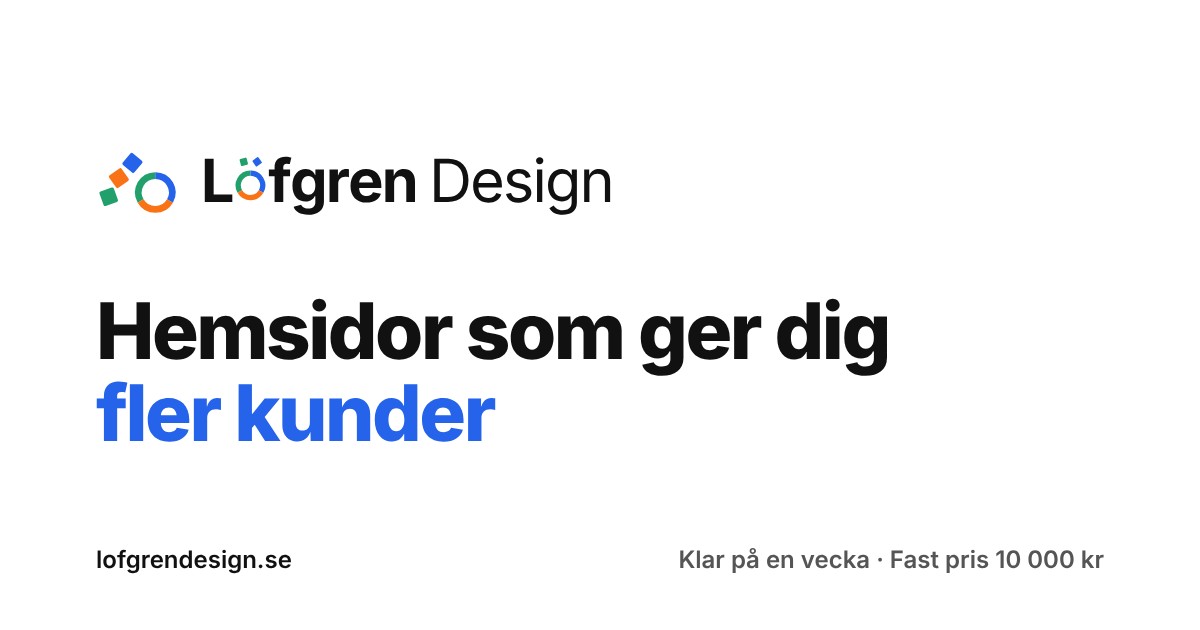 Löfgren Design
Hemsidor som ger dig
fler kunder
lofgrendesign.se
Klar på en vecka · Fast pris 10 000 kr